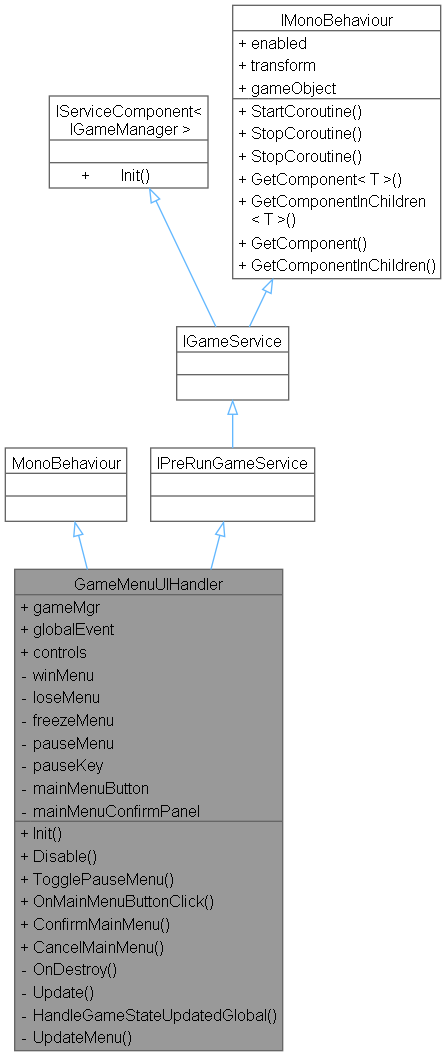 IMonoBehaviour
+ enabled
+ transform
+ gameObject
+ StartCoroutine()
+ StopCoroutine()
+ StopCoroutine()
+ GetComponent< T >()
+ GetComponentInChildren
< T >()
+ GetComponent()
+ GetComponentInChildren()
IServiceComponent<
IGameManager >
+ Init()
IGameService
MonoBehaviour
IPreRunGameService
GameMenuUIHandler
+ gameMgr
+ globalEvent
+ controls
- winMenu
- loseMenu
- freezeMenu
- pauseMenu
- pauseKey
- mainMenuButton
- mainMenuConfirmPanel
+ Init()
+ Disable()
+ TogglePauseMenu()
+ OnMainMenuButtonClick()
+ ConfirmMainMenu()
+ CancelMainMenu()
- OnDestroy()
- Update()
- HandleGameStateUpdatedGlobal()
- UpdateMenu()